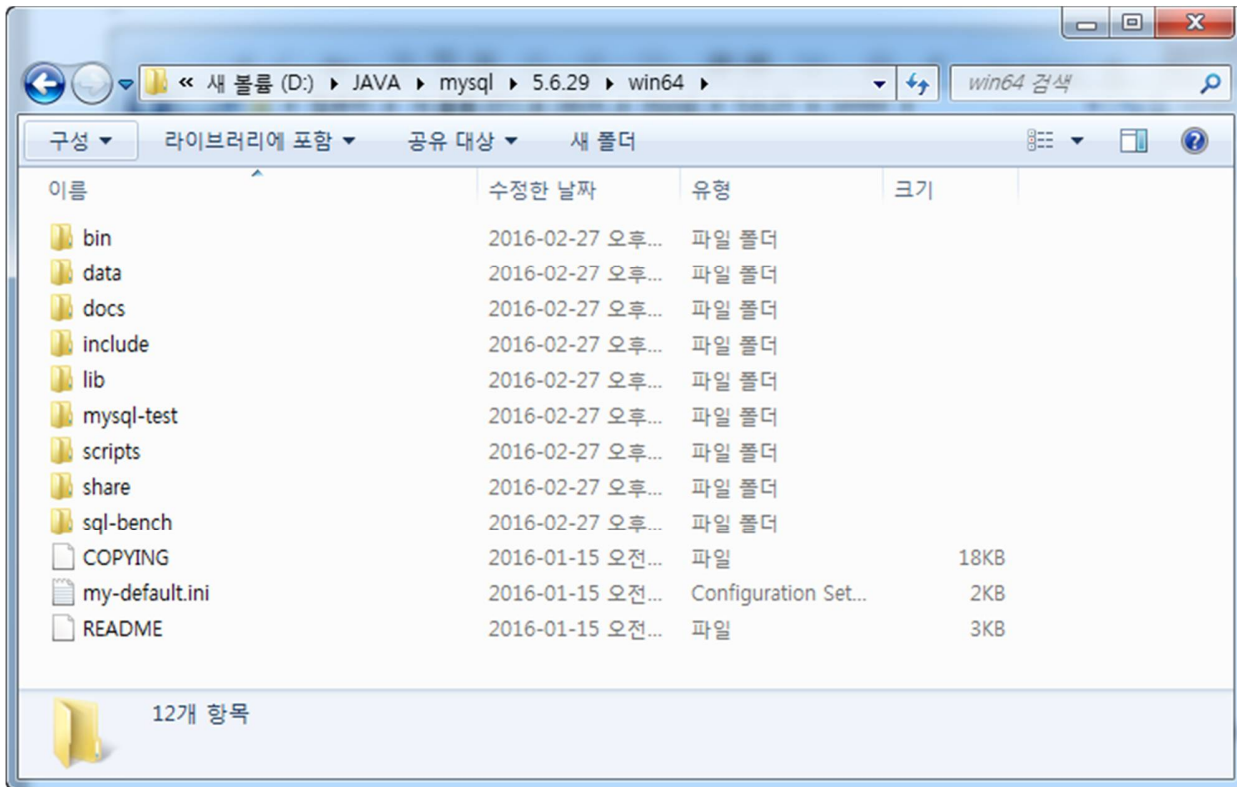 « 새 볼륨 (D:) ▸ JAVA ▸ mysql ▸ 5.6.29 ▸ win64 ▸ win64 검색
구성 ▼ 라이브러리에 포함 ▼ 공유 대상 ▼ 새 폴더
이름 수정한 날짜 유형 크기
bin 2016-02-27 오후... 파일 폴더
data 2016-02-27 오후... 파일 폴더
docs 2016-02-27 오후... 파일 폴더
include 2016-02-27 오후... 파일 폴더
lib 2016-02-27 오후... 파일 폴더
mysql-test 2016-02-27 오후... 파일 폴더
scripts 2016-02-27 오후... 파일 폴더
share 2016-02-27 오후... 파일 폴더
sql-bench 2016-02-27 오후... 파일 폴더
COPYING 2016-01-15 오전... 파일 18KB
my-default.ini 2016-01-15 오전... Configuration Set... 2KB
README 2016-01-15 오전... 파일 3KB
12개 항목